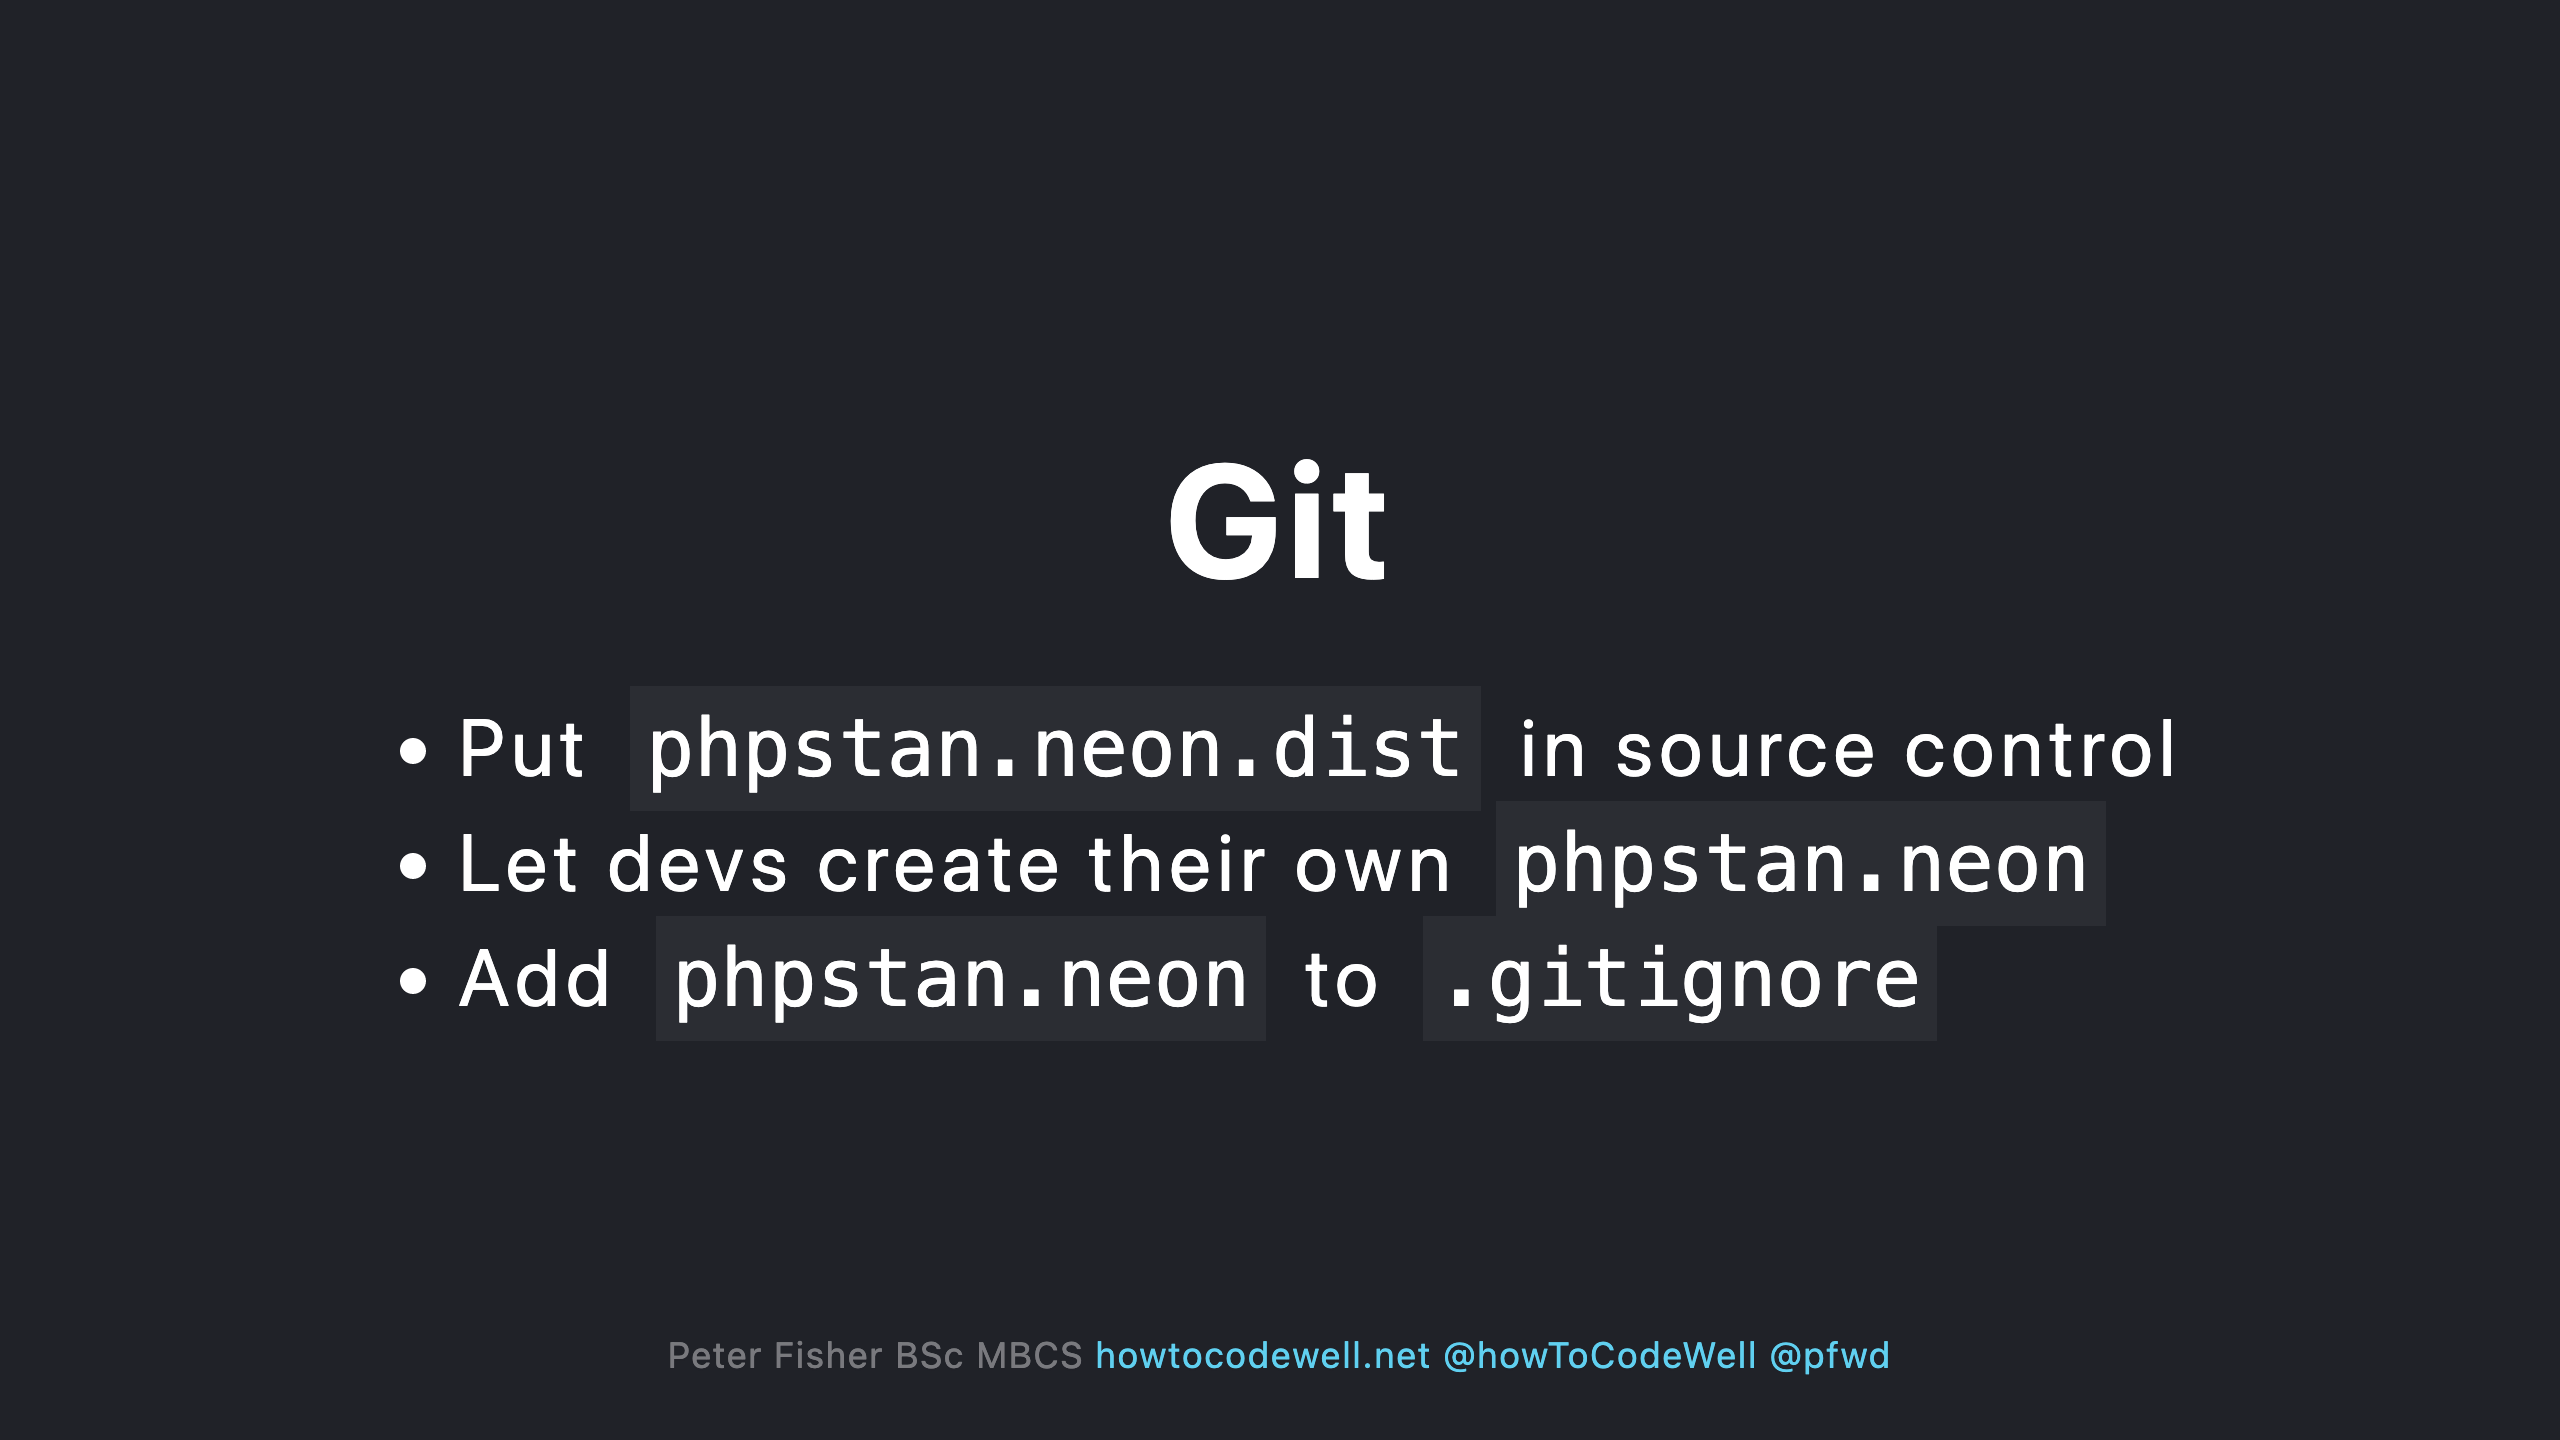 Git
• Put phpstan.neon.dist in source control
• Let devs create their own phpstan.neon
• Add phpstan.neon to .gitignore
Peter Fisher BSc MBCS howtocodewell.net @howToCodeWell @pfwd